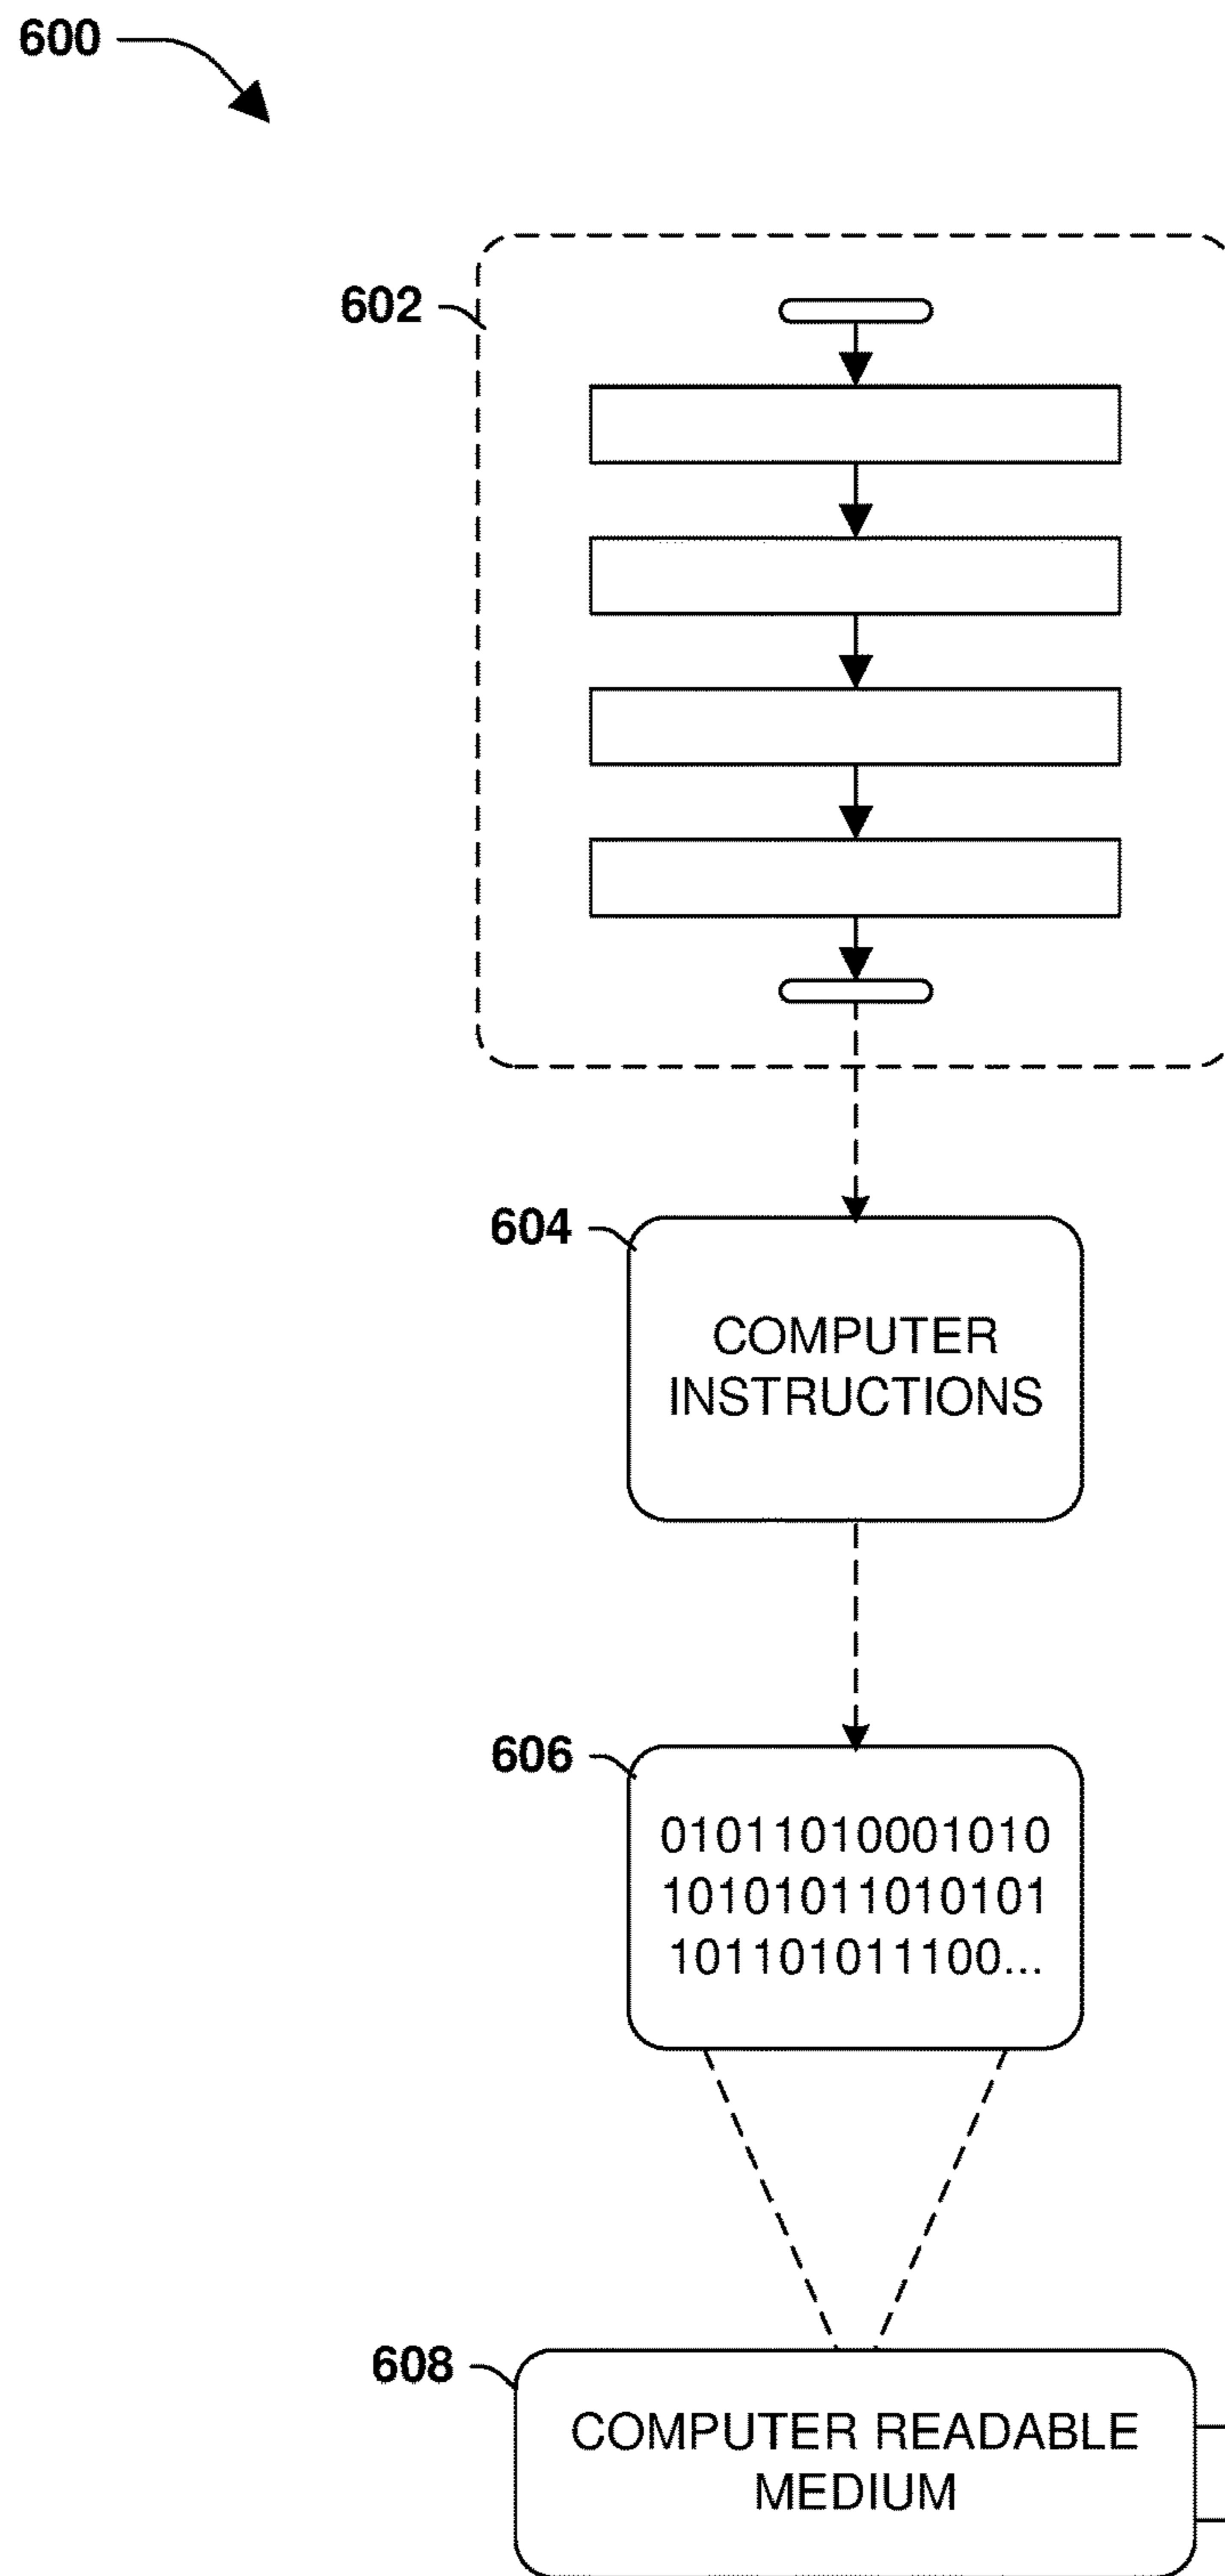 600
602
604
COMPUTER
INSTRUCTIONS
606
01011010001010
10101011010101
101101011100...
608
COMPUTER READABLE
MEDIUM